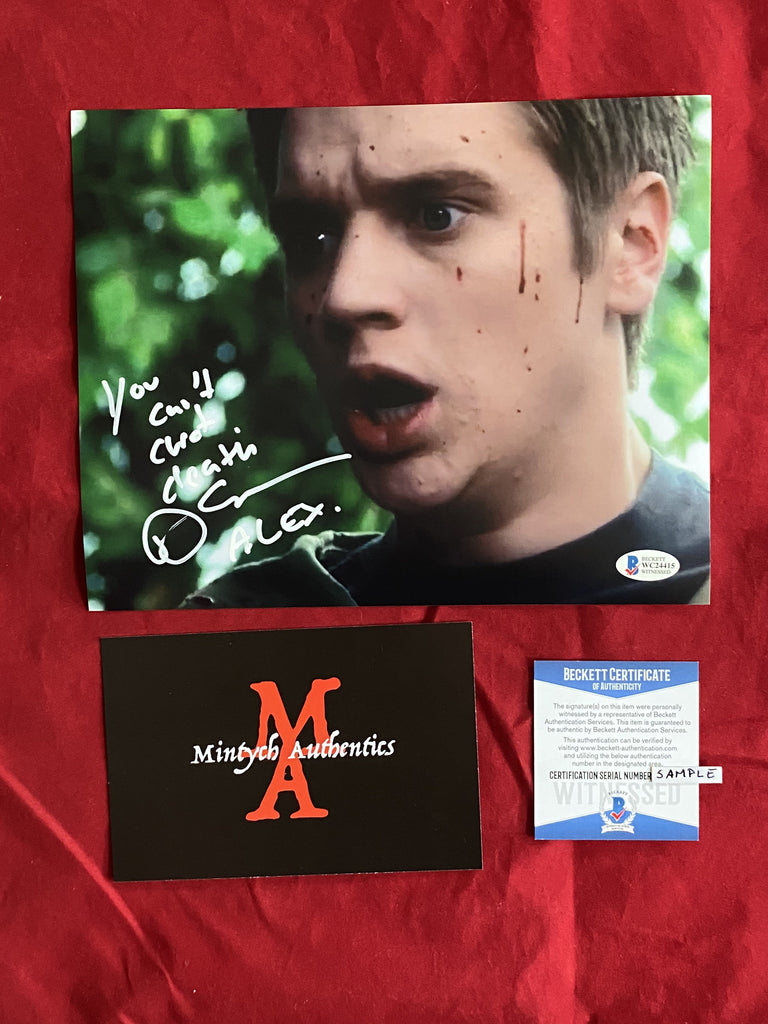 You
can't
cheat
death
ALEX.
BECKETT
WC24415
WITNESSED
Mintych Authentics
MA
BECKETT CERTIFICATE
OF AUTHENTICITY
The signature(s) on this item were personally
witnessed by a representative of Beckett
Authentication Services. This item is guaranteed
to be authentic by Beckett Authentication Services.
This authentication can be verified by
visiting www.beckett-authentication.com
and utilizing the below authentication
number in the designated area.
CERTIFICATION SERIAL NUMBER SAMPLE
WITNESSED
BECKETT